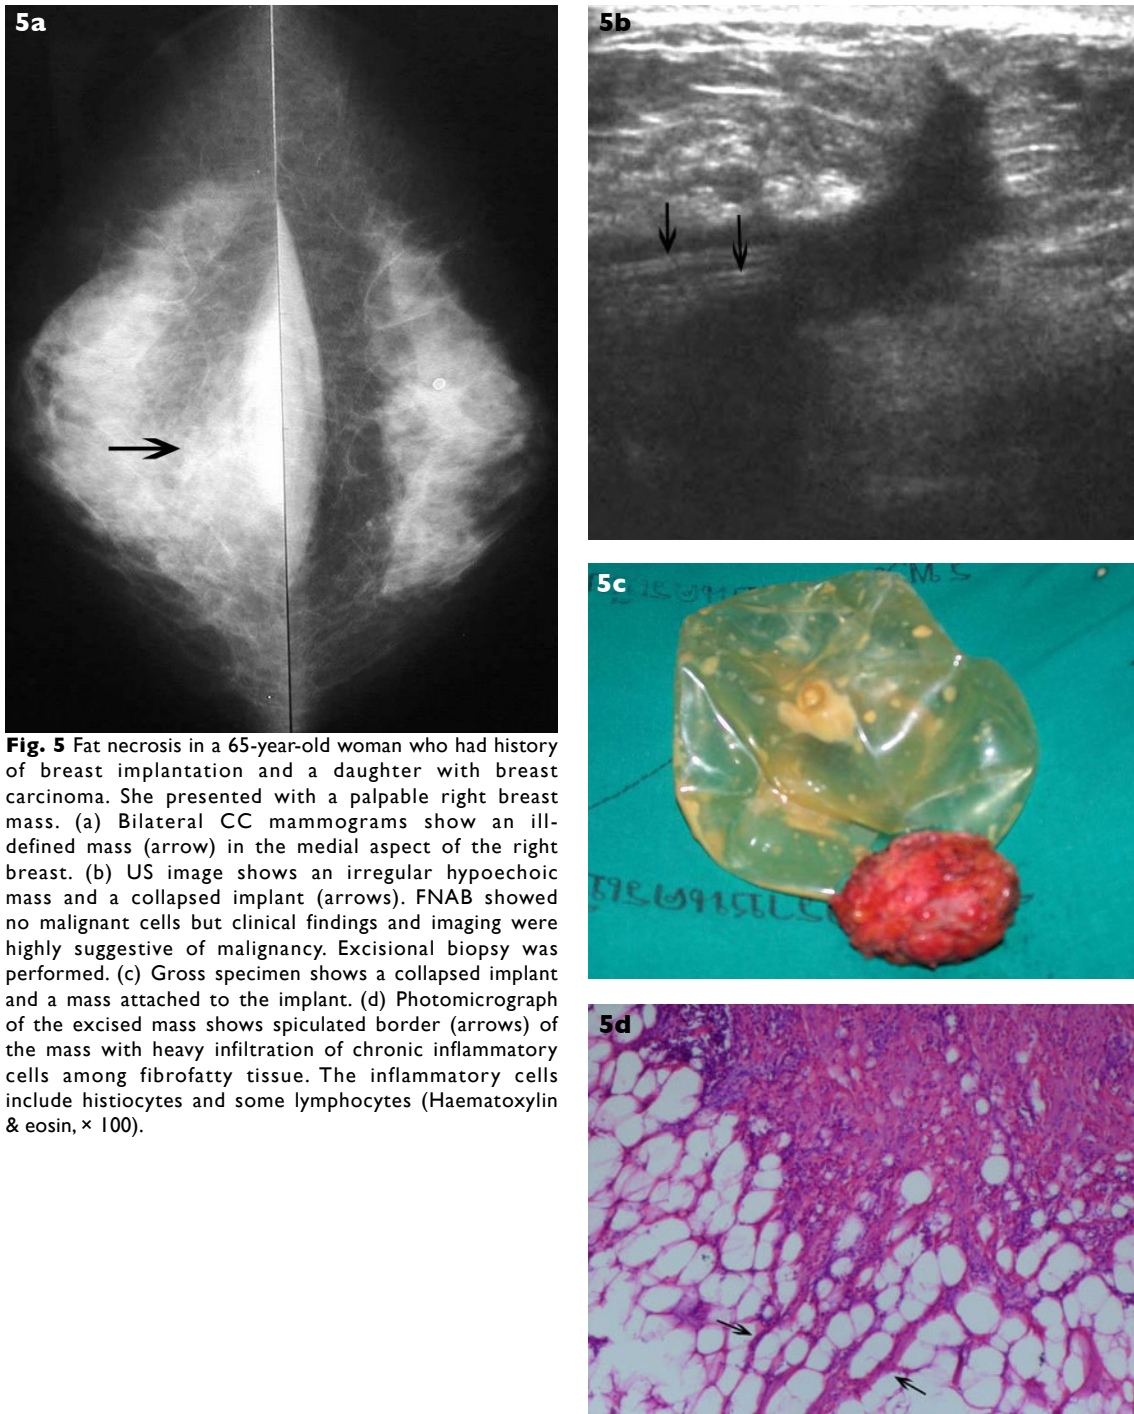 5a
5b
Fig. 5 Fat necrosis in a 65-year-old woman who had history
of breast implantation and a daughter with breast
carcinoma. She presented with a palpable right breast
mass. (a) Bilateral CC mammograms show an ill-
defined mass (arrow) in the medial aspect of the right
breast. (b) US image shows an irregular hypoechoic
mass and a collapsed implant (arrows). FNAB showed
no malignant cells but clinical findings and imaging were
highly suggestive of malignancy. Excisional biopsy was
performed. (c) Gross specimen shows a collapsed implant
and a mass attached to the implant. (d) Photomicrograph
of the excised mass shows spiculated border (arrows) of
the mass with heavy infiltration of chronic inflammatory
cells among fibrofatty tissue. The inflammatory cells
include histiocytes and some lymphocytes (Haematoxylin
& eosin, × 100).
5c
5d